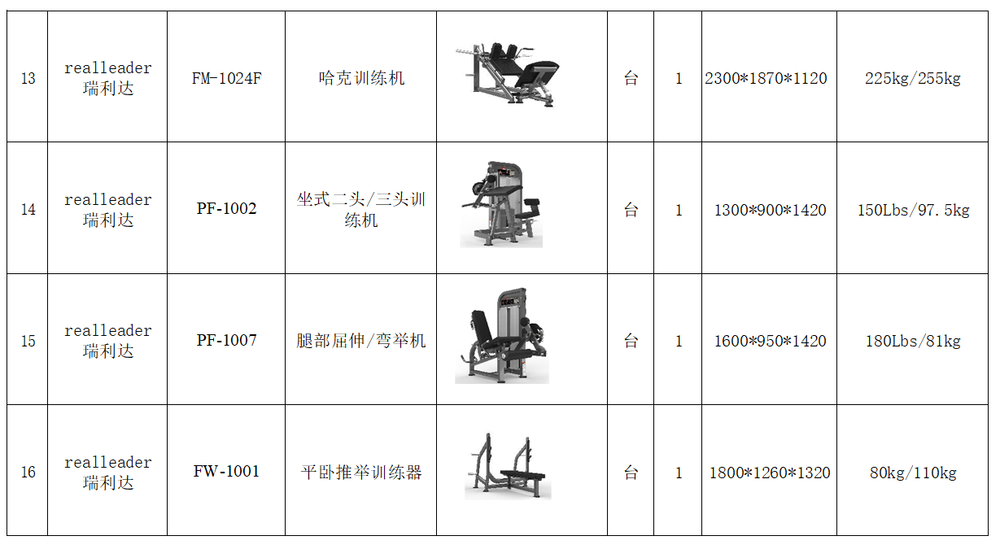 13
realleader
瑞利达
FM-1024F
哈克训练机
台
1
2300*1870*1120
225kg/255kg
14
realleader
瑞利达
PF-1002
坐式二头/三头训
练机
台
1
1300*900*1420
150Lbs/97.5kg
15
realleader
瑞利达
PF-1007
腿部屈伸/弯举机
台
1
1600*950*1420
180Lbs/81kg
16
realleader
瑞利达
FW-1001
平卧推举训练器
台
1
1800*1260*1320
80kg/110kg